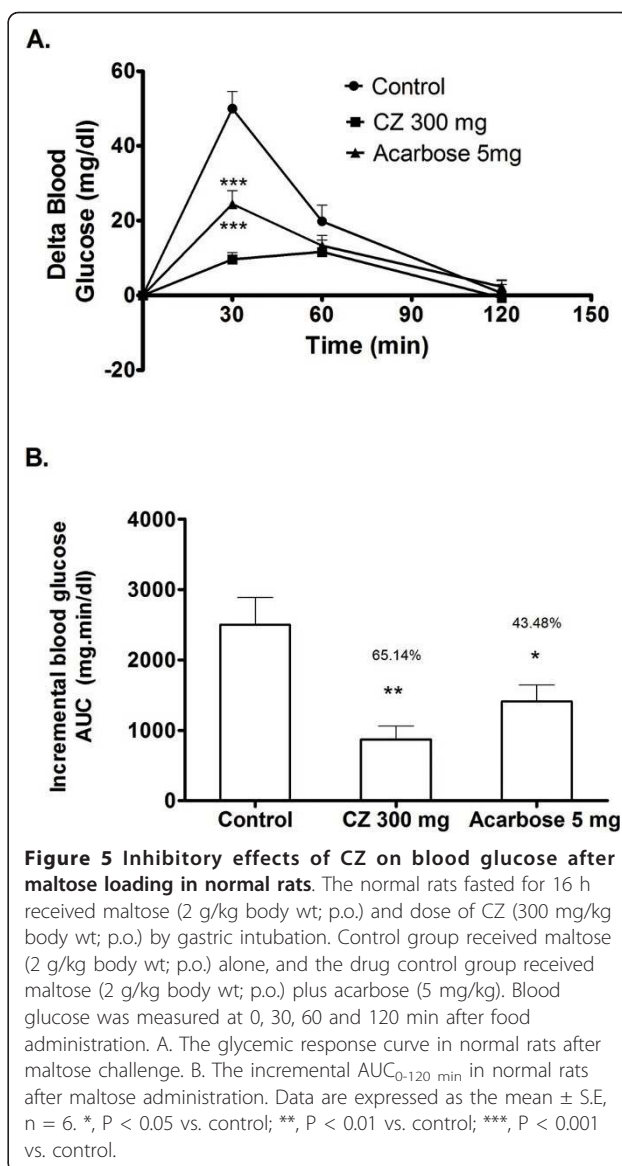 A.
60
40
20
0
-20
Delta Blood
Glucose (mg/dl)
Control
CZ 300 mg
Acarbose 5mg
***
***
30
60
90
120
150
Time (min)
B.
4000
3000
2000
1000
0
Incremental blood glucose
AUC (mg.min/dl)
65.14%
**
43.48%
*
Control
CZ 300 mg
Acarbose 5 mg
Figure 5 Inhibitory effects of CZ on blood glucose after
maltose loading in normal rats. The normal rats fasted for 16 h
received maltose (2 g/kg body wt; p.o.) and dose of CZ (300 mg/kg
body wt; p.o.) by gastric intubation. Control group received maltose
(2 g/kg body wt; p.o.) alone, and the drug control group received
maltose (2 g/kg body wt; p.o.) plus acarbose (5 mg/kg). Blood
glucose was measured at 0, 30, 60 and 120 min after food
administration. A. The glycemic response curve in normal rats after
maltose challenge. B. The incremental AUC0-120 min in normal rats
after maltose administration. Data are expressed as the mean ± S.E,
n = 6. *, P < 0.05 vs. control; **, P < 0.01 vs. control; ***, P < 0.001
vs. control.